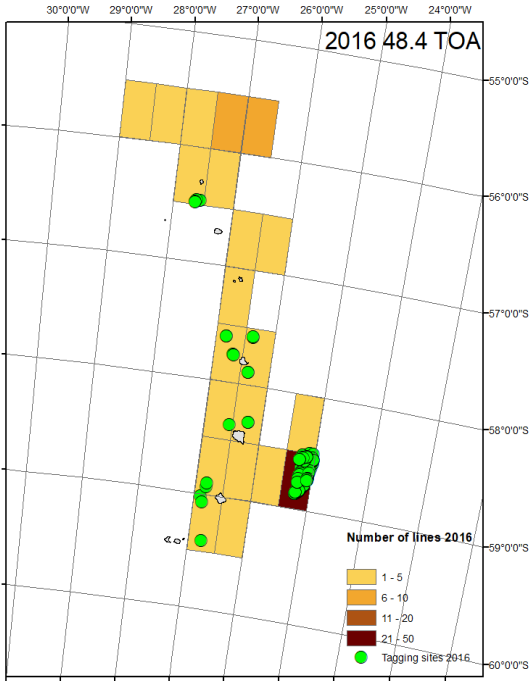 30°0'0"W 29°0'0"W 28°0'0"W 27°0'0"W 26°0'0"W 25°0'0"W 24°0'0"W
2016 48.4 TOA
55°0'0"S
56°0'0"S
57°0'0"S
58°0'0"S
59°0'0"S
60°0'0"S
Number of lines 2016
1 - 5
6 - 10
11 - 20
21 - 50
Tagging sites 2016